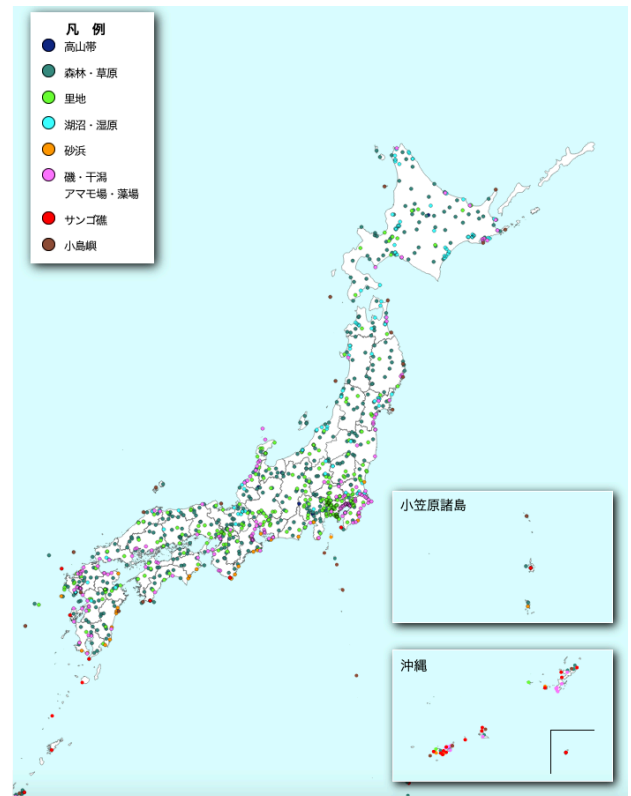 凡 例
高山帯
森林・草原
里地
湖沼・湿原
砂浜
磯・干潟
アマモ場・藻場
サンゴ礁
小島嶼
小笠原諸島
沖縄